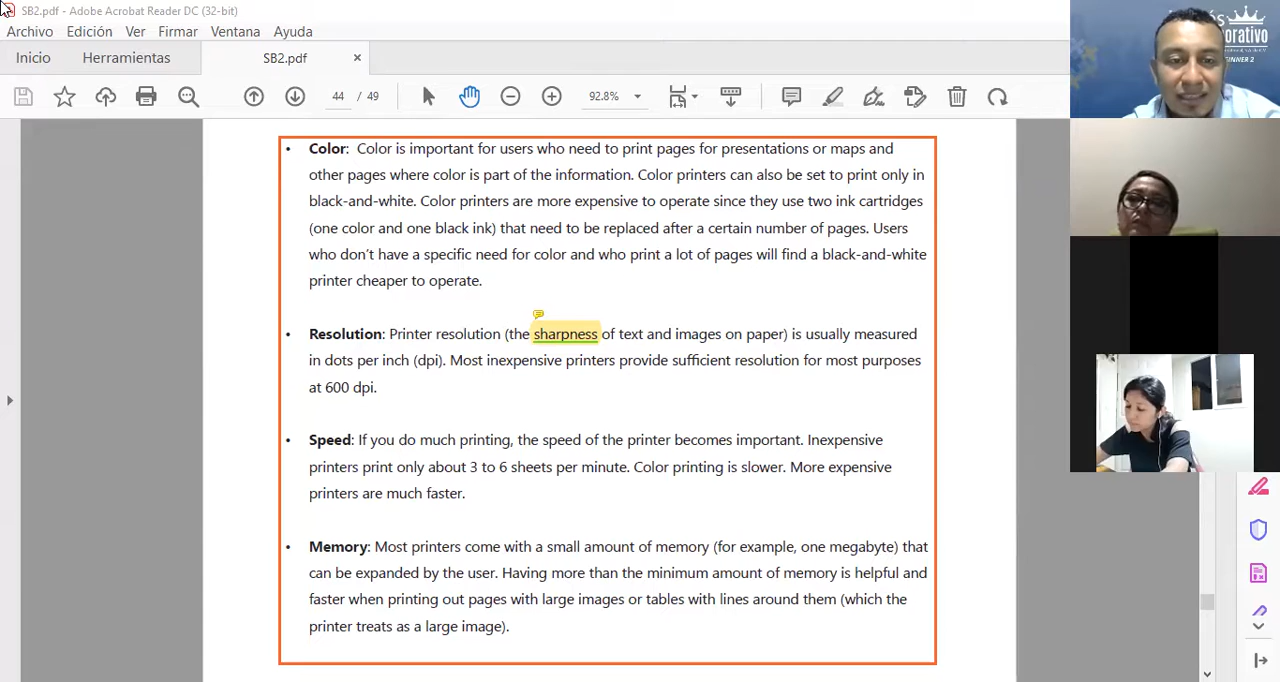 SB2.pdf - Adobe Acrobat Reader DC (32-bit)
Archivo Edición Ver Firmar Ventana Ayuda
Inicio Herramientas SB2.pdf ×
44 / 49 92.8%
• Color: Color is important for users who need to print pages for presentations or maps and
other pages where color is part of the information. Color printers can also be set to print only in
black-and-white. Color printers are more expensive to operate since they use two ink cartridges
(one color and one black ink) that need to be replaced after a certain number of pages. Users
who don’t have a specific need for color and who print a lot of pages will find a black-and-white
printer cheaper to operate.
• Resolution: Printer resolution (the sharpness of text and images on paper) is usually measured
in dots per inch (dpi). Most inexpensive printers provide sufficient resolution for most purposes
at 600 dpi.
• Speed: If you do much printing, the speed of the printer becomes important. Inexpensive
printers print only about 3 to 6 sheets per minute. Color printing is slower. More expensive
printers are much faster.
• Memory: Most printers come with a small amount of memory (for example, one megabyte) that
can be expanded by the user. Having more than the minimum amount of memory is helpful and
faster when printing out pages with large images or tables with lines around them (which the
printer treats as a large image).